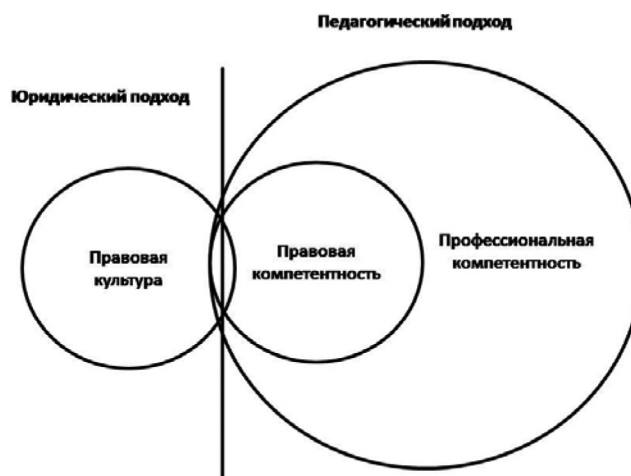 Педагогический подход
Юридический подход
Правовая
культура
Правовая
компетентность
Профессиональная
компетентность